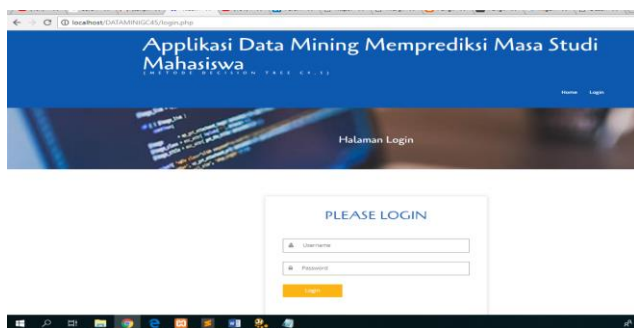 localhost/DATAMINIGC45/login.php
Applikasi Data Mining Memprediksi Masa Studi
Mahasiswa
(METODE DECISION TREE C4.5)
Home Login
Halaman Login
PLEASE LOGIN
Username
Password
Login